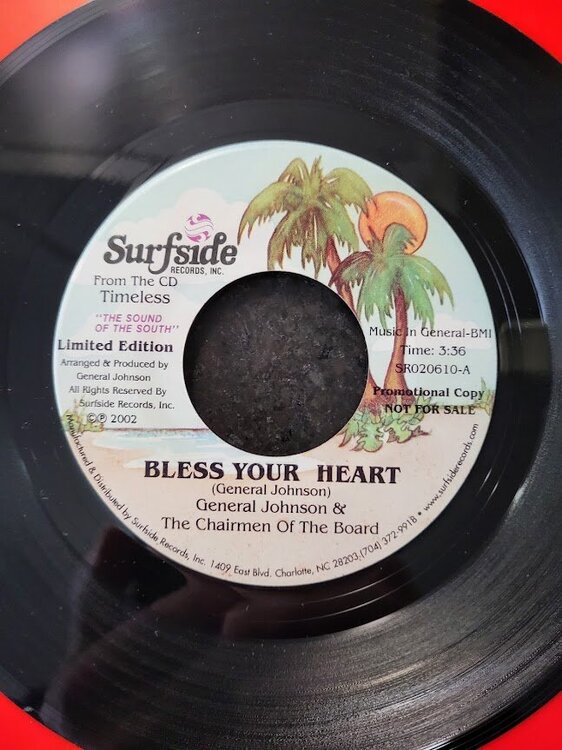 Surfside
RECORDS, INC.
From The CD
Timeless
"THE SOUND
OF THE SOUTH"
Limited Edition
Arranged & Produced by
General Johnson
All Rights Reserved By
Surfside Records, Inc.
©℗ 2002
Music In General-BMI
Time: 3:36
SR020610-A
Promotional Copy
NOT FOR SALE
BLESS YOUR HEART
(General Johnson)
General Johnson &
The Chairmen Of The Board
Manufactured & Distributed by Surfside Records, Inc. 1409 East Blvd. Charlotte, NC 28203,(704) 372-9918 • www.surfsiderecords.com